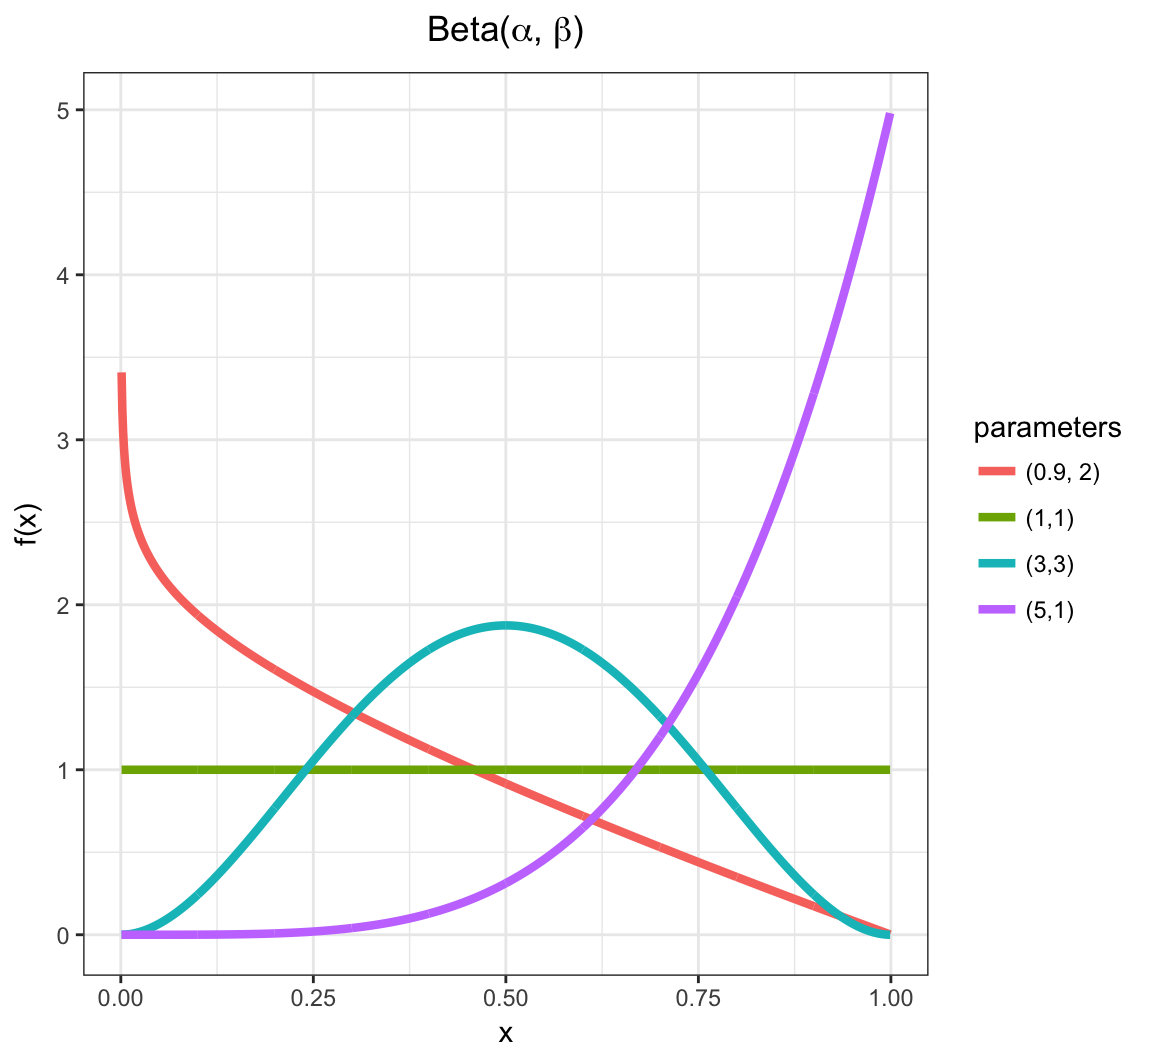 Beta(α, β)
5
4
3
2
1
0
f(x)
0.00 0.25 0.50 0.75 1.00
x
parameters
(0.9, 2)
(1,1)
(3,3)
(5,1)